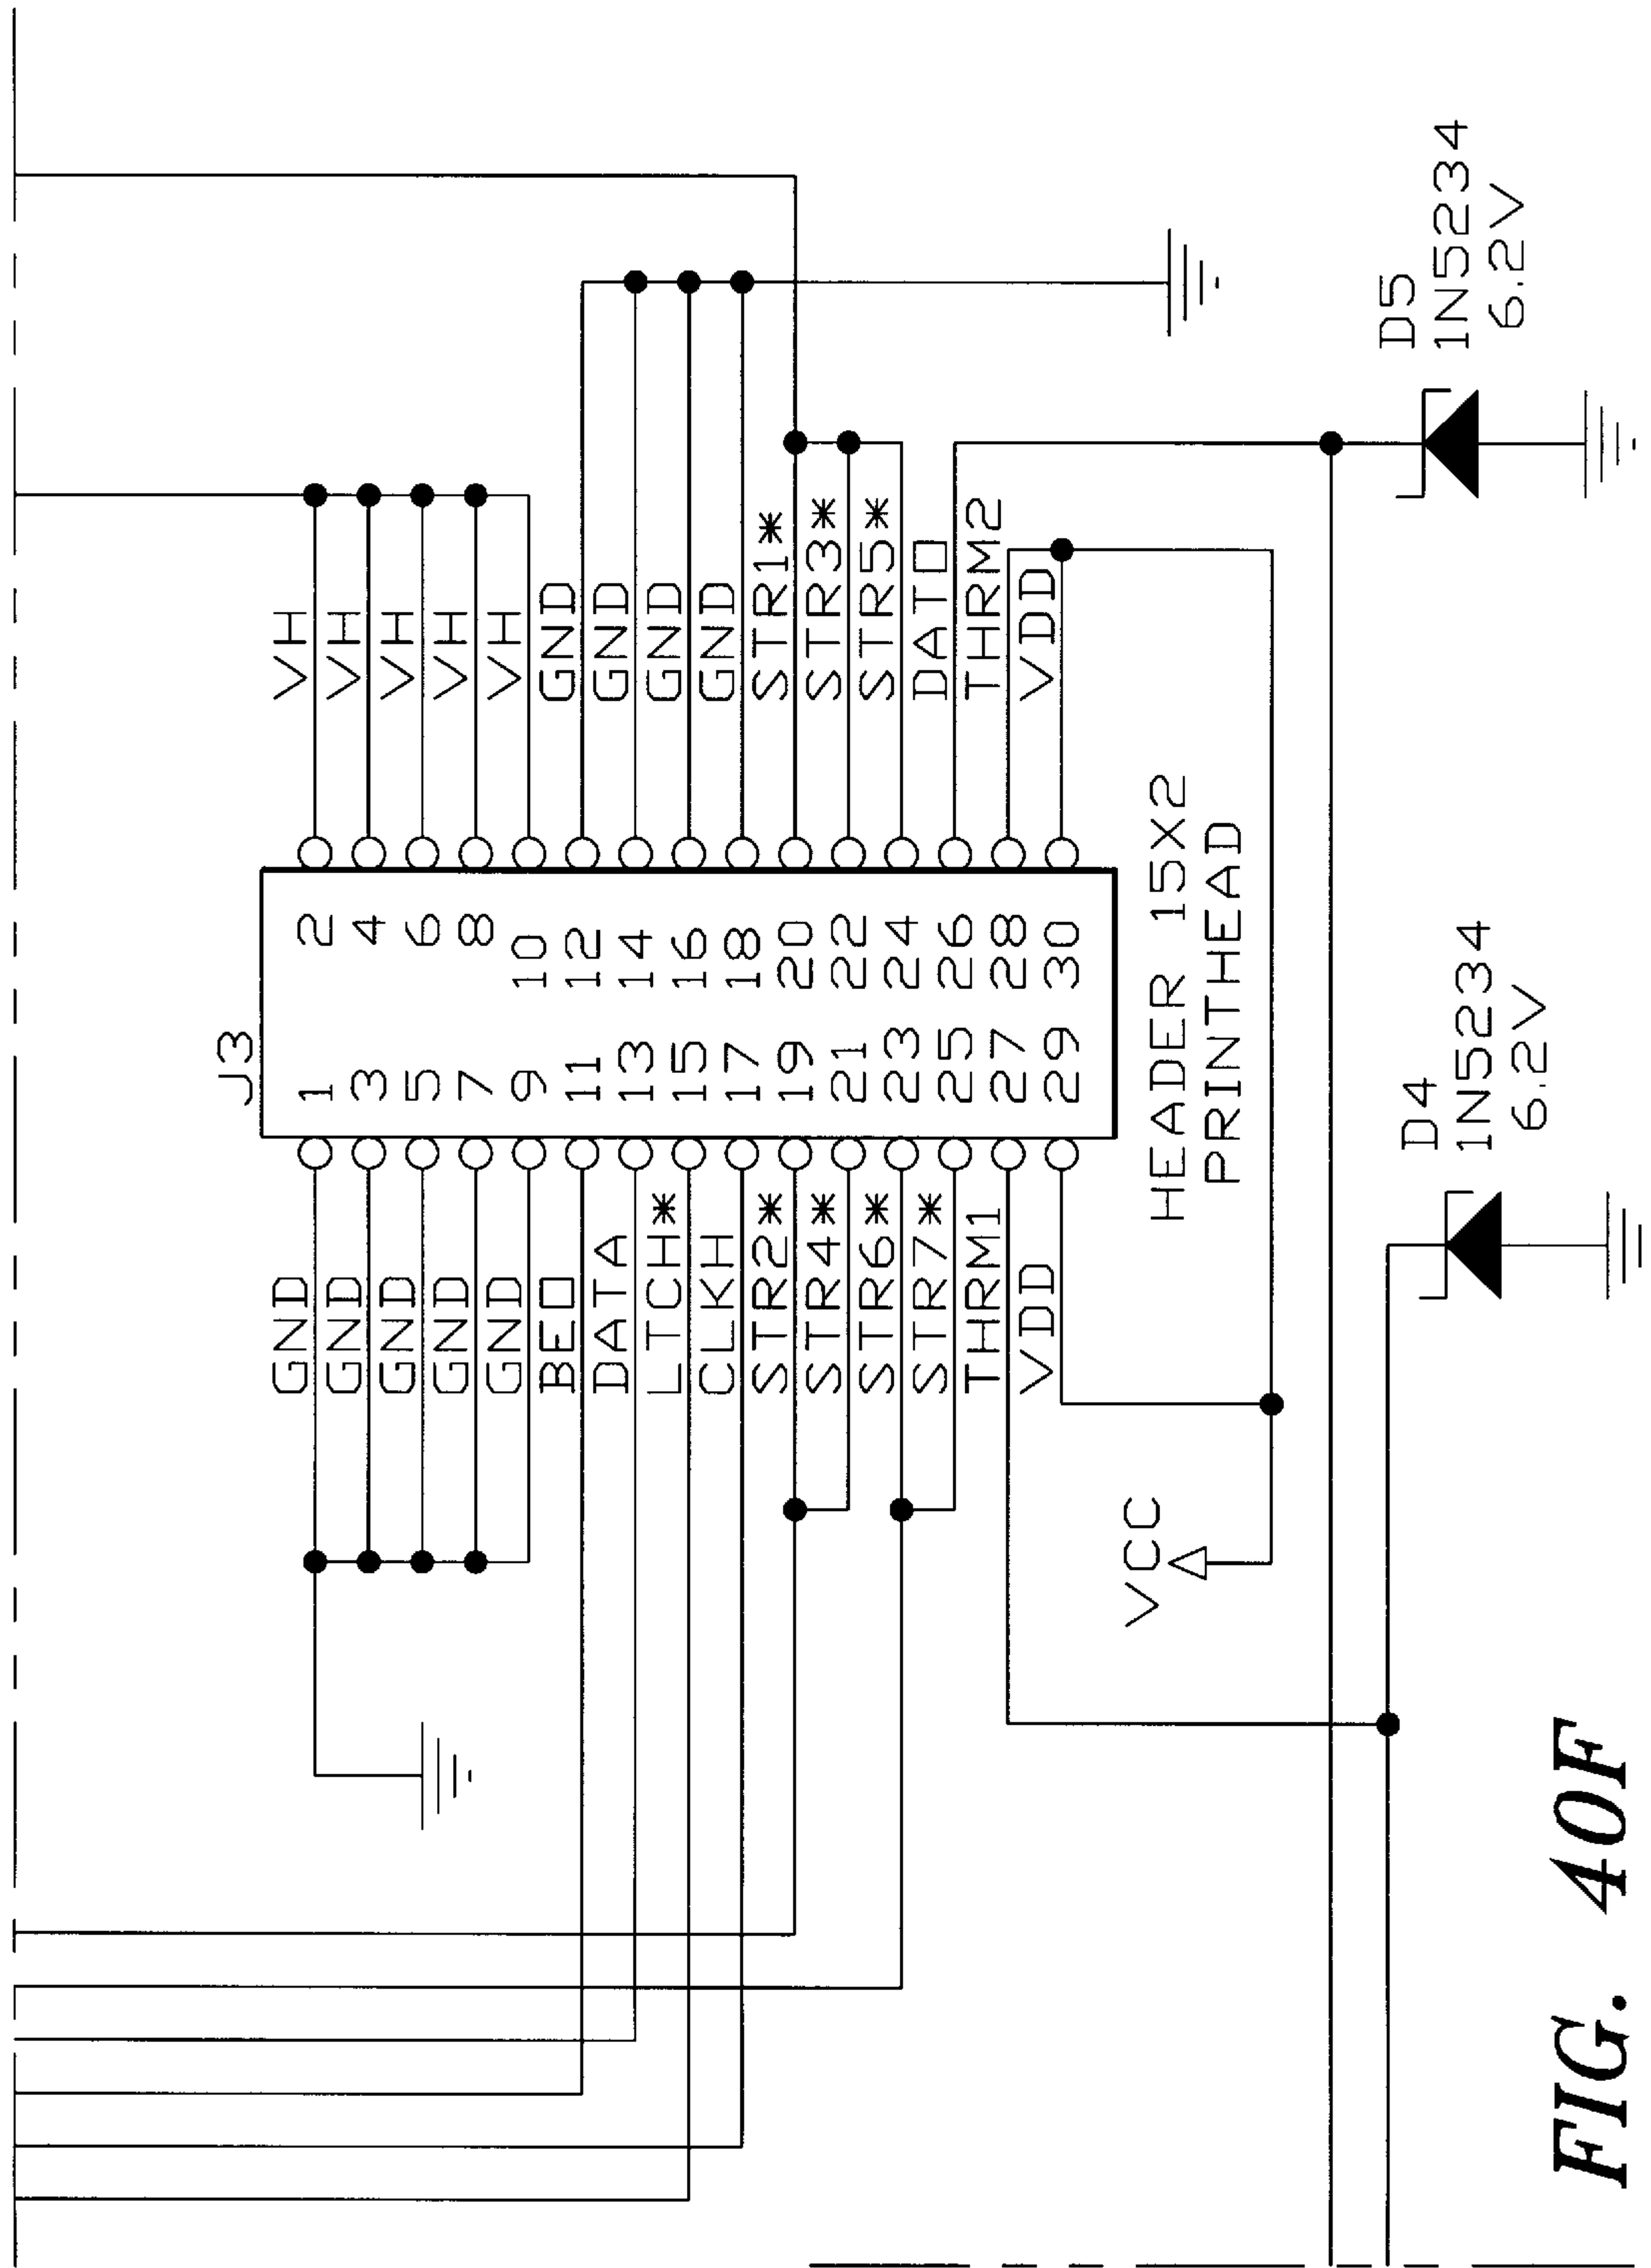 J3
GND 1 2 VH
GND 3 4 VH
GND 5 6 VH
GND 7 8 VH
GND 9 10 VH
BEO 11 12 GND
DATA 13 14 GND
LTCH* 15 16 GND
CLKH 17 18 GND
STR2* 19 20 STR1*
STR4* 21 22 STR3*
STR6* 23 24 STR5*
STR7* 25 26 DATO
THRM1 27 28 THRM2
VDD 29 30 VDD
VCC
HEADER 15X2
PRINTHEAD
D4
1N5234
6.2V
D5
1N5234
6.2V
FIG. 40F